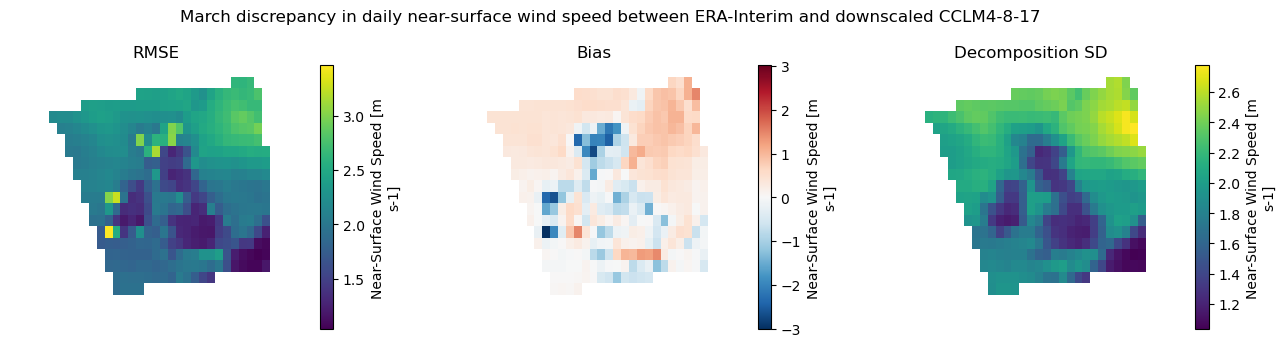 March discrepancy in daily near-surface wind speed between ERA-Interim and downscaled CCLM4-8-17
RMSE
3.0
2.5
2.0
1.5
Near-Surface Wind Speed [m
s-1]
Bias
3
2
1
0
−1
−2
−3
Near-Surface Wind Speed [m
s-1]
Decomposition SD
2.6
2.4
2.2
2.0
1.8
1.6
1.4
1.2
Near-Surface Wind Speed [m
s-1]